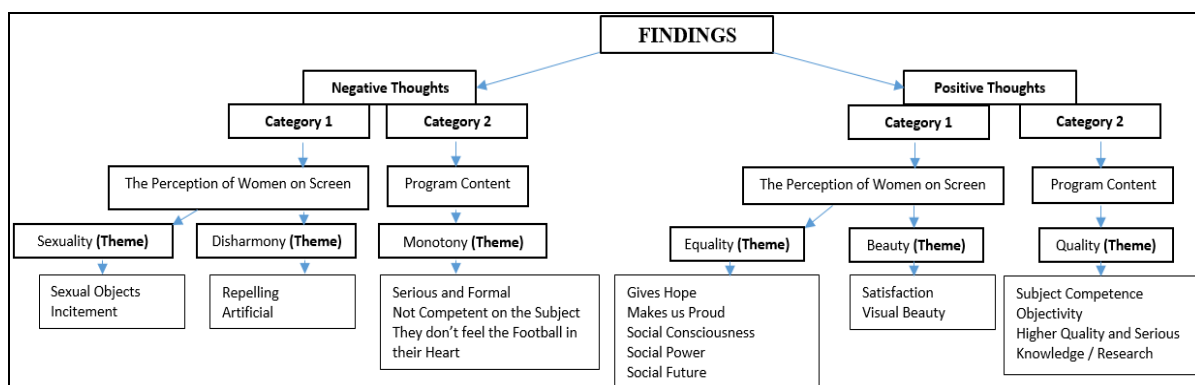 FINDINGS
Negative Thoughts
Positive Thoughts
Category 1
Category 2
Category 1
Category 2
The Perception of Women on Screen
Program Content
The Perception of Women on Screen
Program Content
Sexuality (Theme)
Disharmony (Theme)
Monotony (Theme)
Equality (Theme)
Beauty (Theme)
Quality (Theme)
Sexual Objects
Incitement
Repelling
Artificial
Serious and Formal
Not Competent on the Subject
They don’t feel the Football in
their Heart
Gives Hope
Makes us Proud
Social Consciousness
Social Power
Social Future
Satisfaction
Visual Beauty
Subject Competence
Objectivity
Higher Quality and Serious
Knowledge / Research